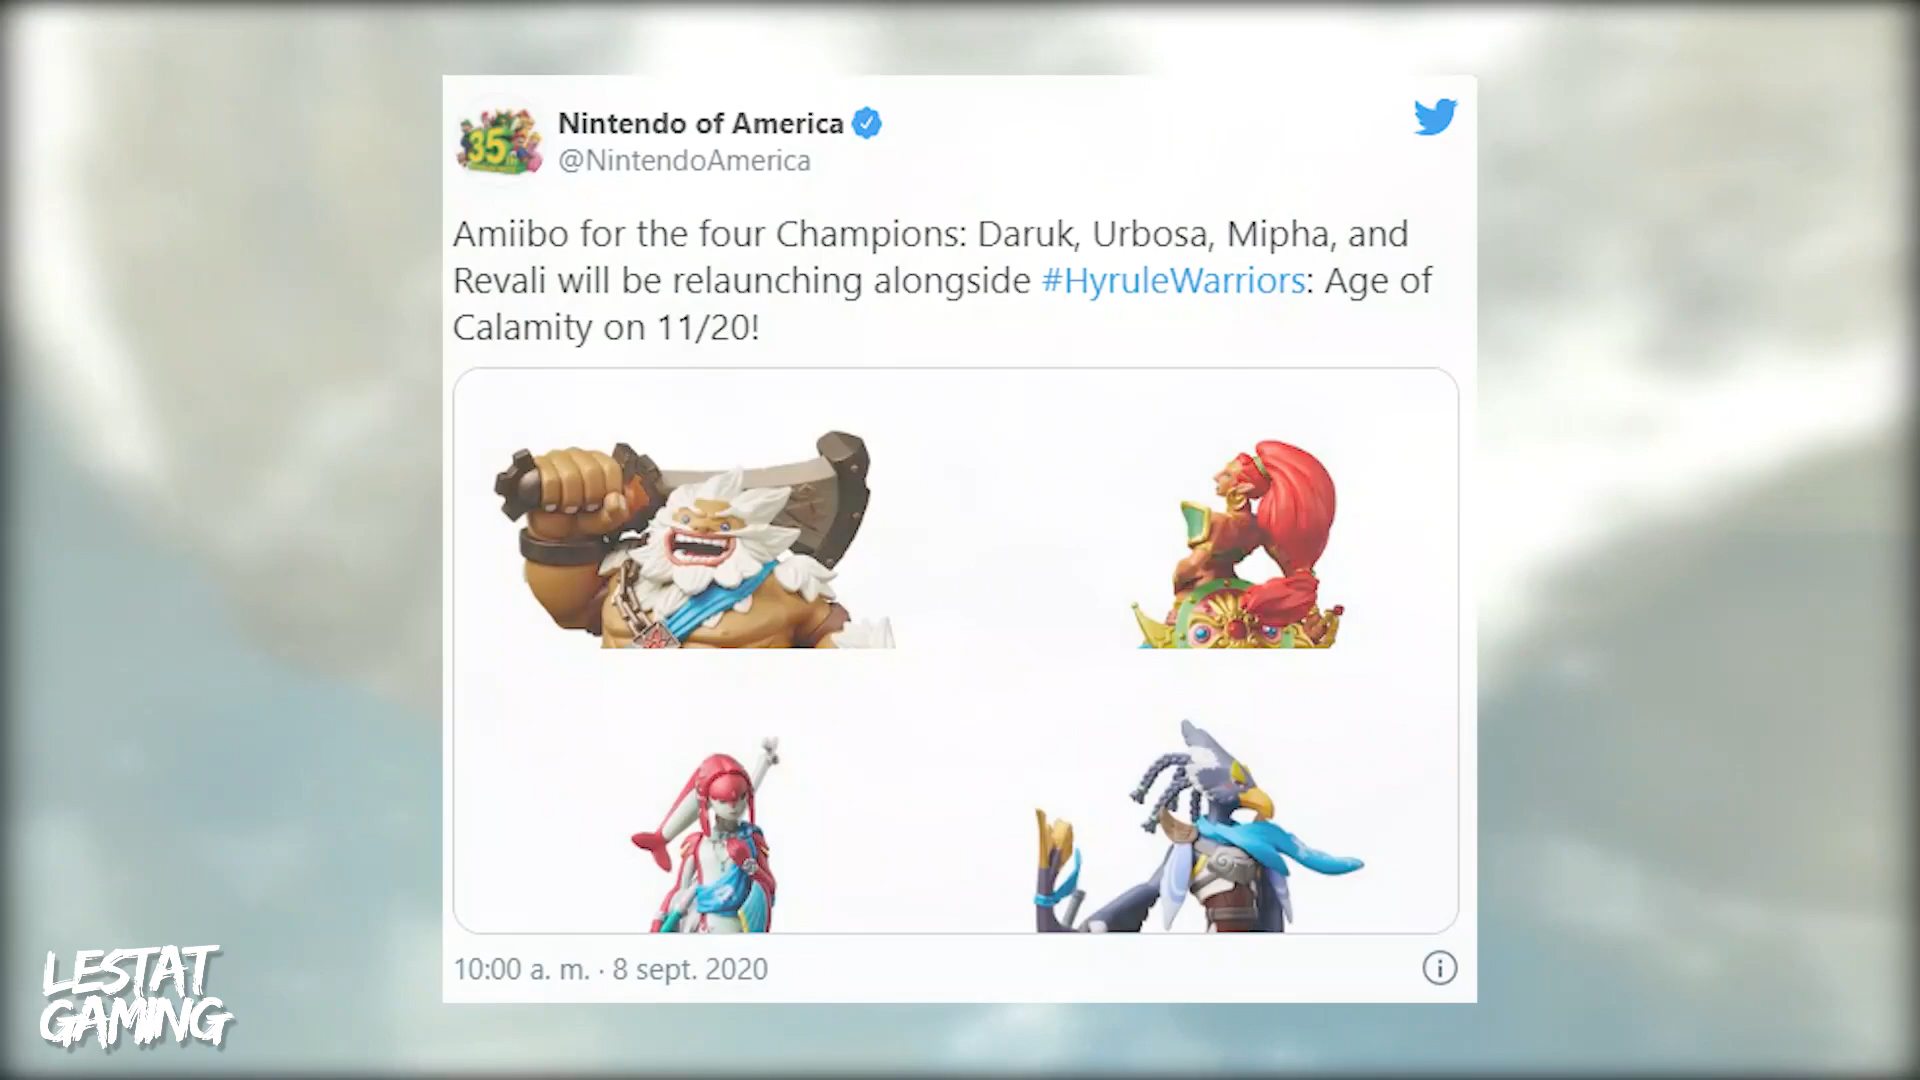 Nintendo of America
@NintendoAmerica
Amiibo for the four Champions: Daruk, Urbosa, Mipha, and
Revali will be relaunching alongside #HyruleWarriors: Age of
Calamity on 11/20!
10:00 a. m. · 8 sept. 2020
35
LESTAT
GAMING